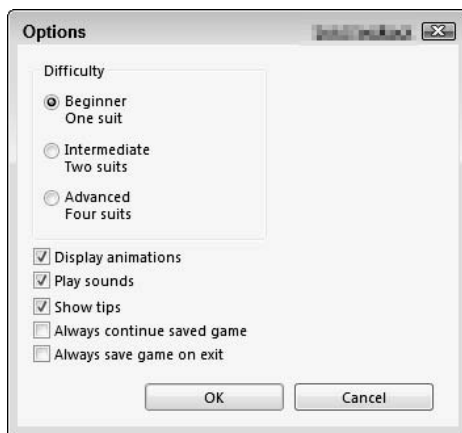 Options
Difficulty
Beginner
One suit
Intermediate
Two suits
Advanced
Four suits
Display animations
Play sounds
Show tips
Always continue saved game
Always save game on exit
OK
Cancel